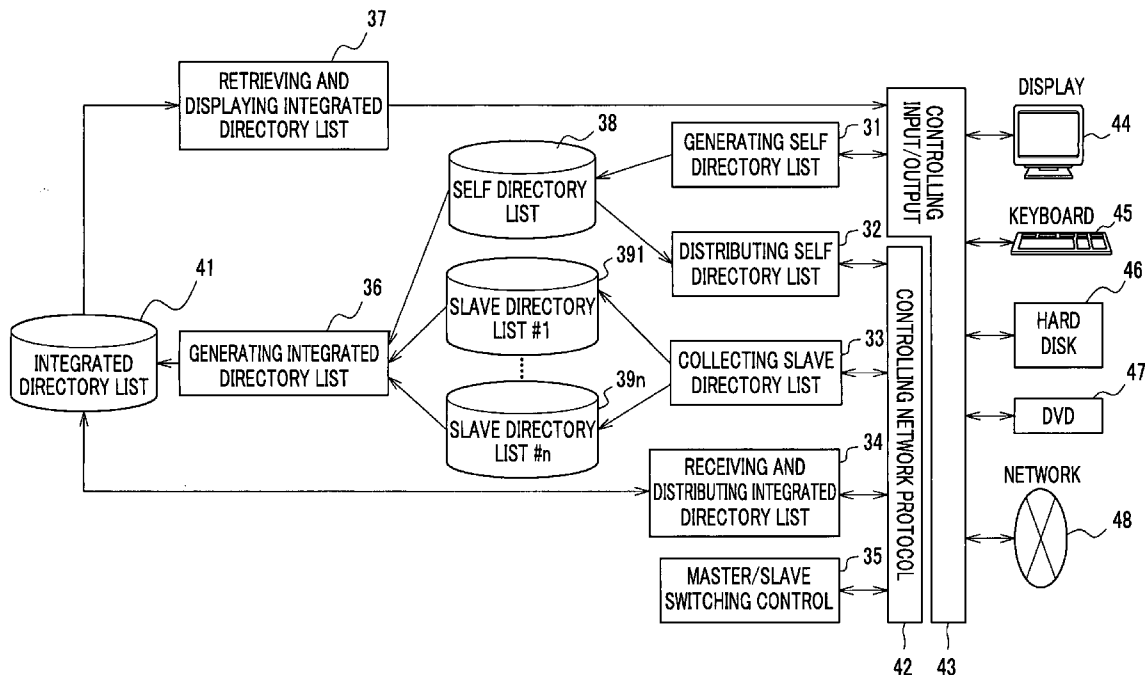 37
RETRIEVING AND
DISPLAYING INTEGRATED
DIRECTORY LIST
38
SELF DIRECTORY
LIST
31
GENERATING SELF
DIRECTORY LIST
32
DISTRIBUTING SELF
DIRECTORY LIST
CONTROLLING
INPUT/OUTPUT
DISPLAY
44
KEYBOARD
45
46
HARD
DISK
47
DVD
NETWORK
48
41
INTEGRATED
DIRECTORY LIST
36
GENERATING INTEGRATED
DIRECTORY LIST
391
SLAVE DIRECTORY
LIST #1
39n
SLAVE DIRECTORY
LIST #n
33
COLLECTING SLAVE
DIRECTORY LIST
34
RECEIVING AND
DISTRIBUTING INTEGRATED
DIRECTORY LIST
35
MASTER/SLAVE
SWITCHING CONTROL
CONTROLLING NETWORK PROTOCOL
42
43